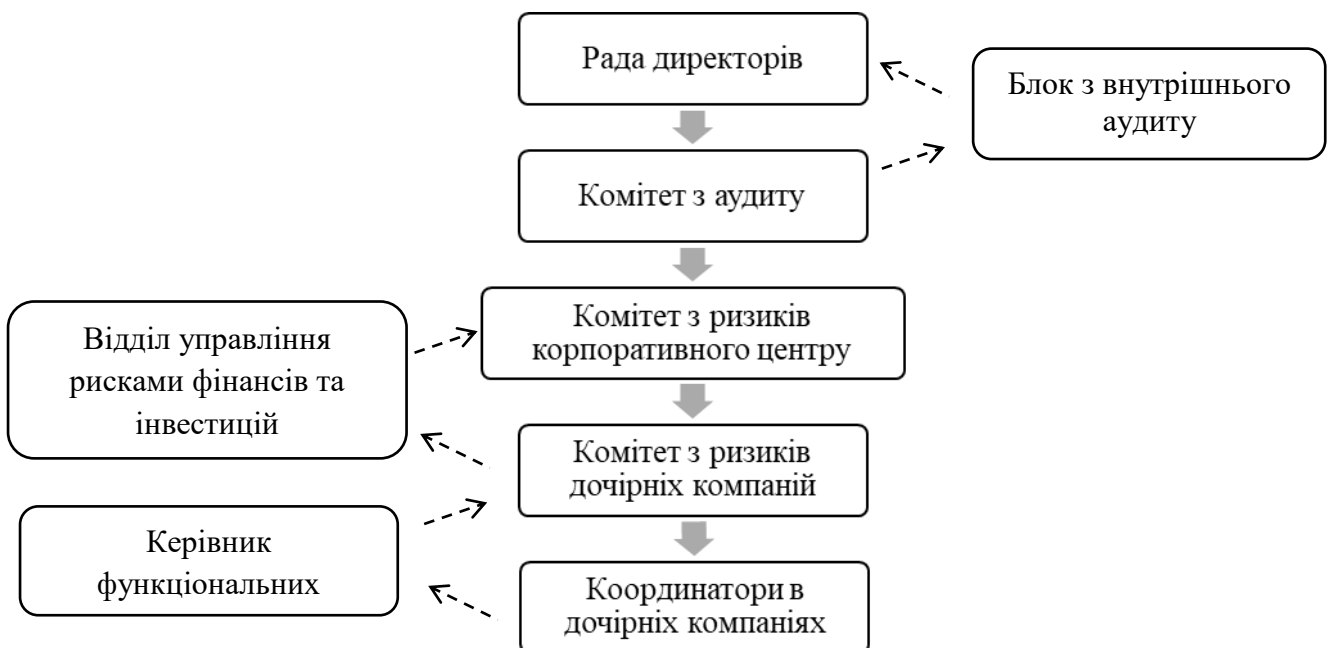 Рада директорів
Блок з внутрішнього
аудиту
Комітет з аудиту
Комітет з ризиків
корпоративного центру
Відділ управління
рисками фінансів та
інвестицій
Комітет з ризиків
дочірніх компаній
Керівник
функціональних
Координатори в
дочірніх компаніях